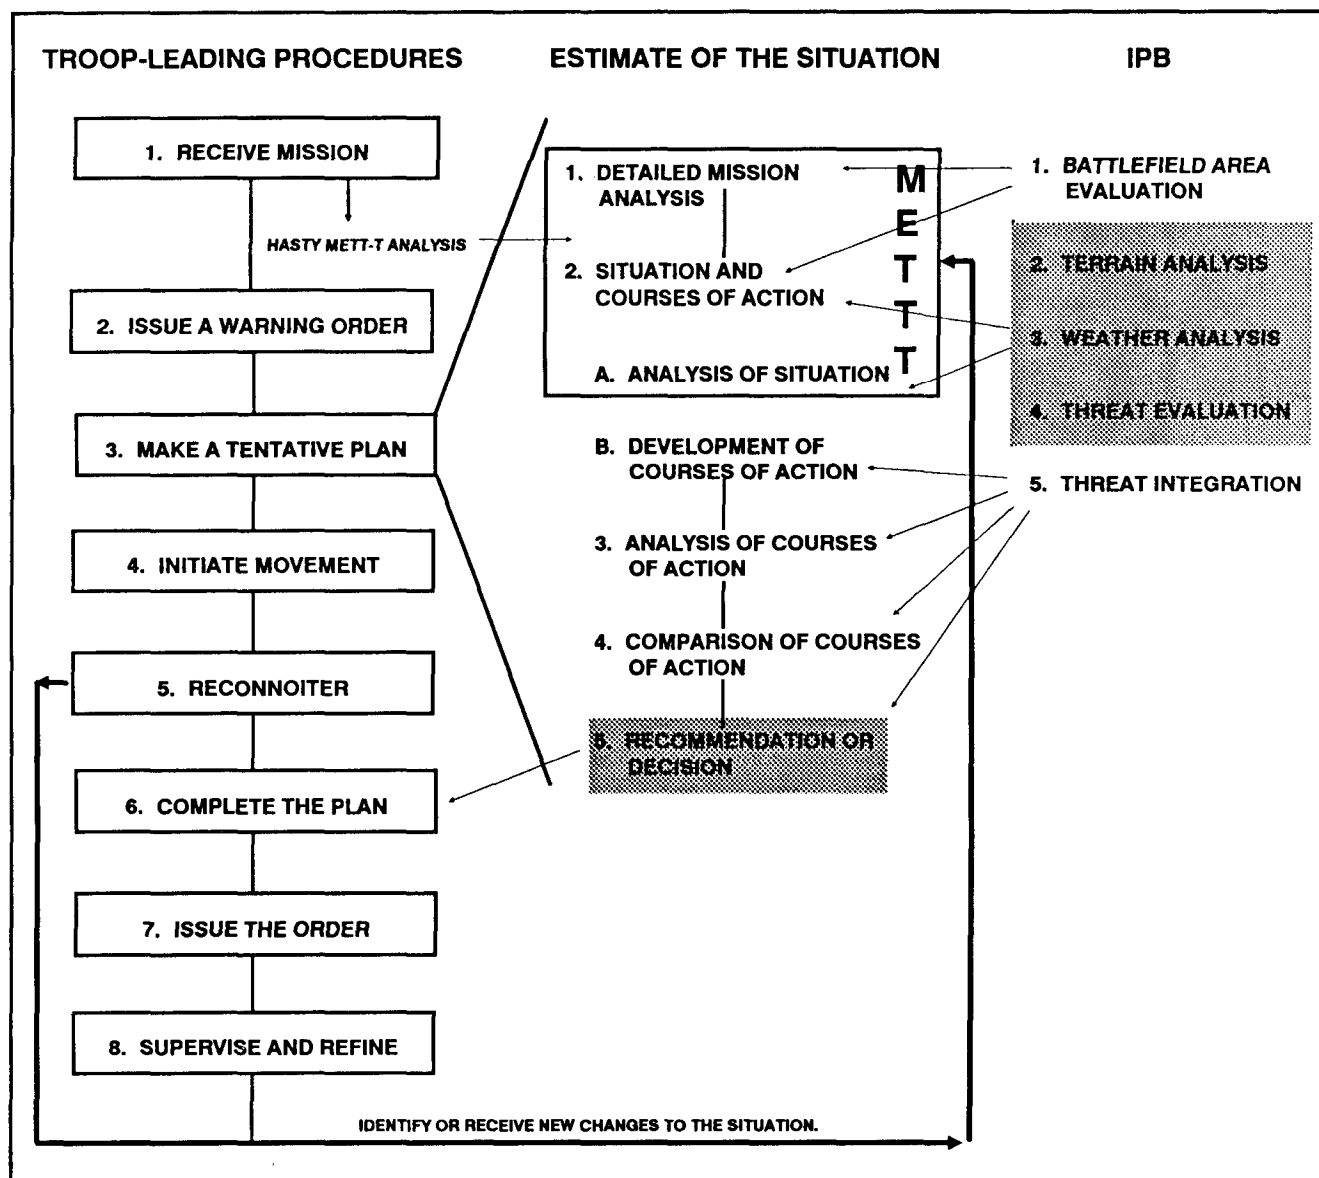 TROOP-LEADING PROCEDURES
1. RECEIVE MISSION
HASTY METT-T ANALYSIS
2. ISSUE A WARNING ORDER
3. MAKE A TENTATIVE PLAN
4. INITIATE MOVEMENT
5. RECONNOITER
6. COMPLETE THE PLAN
7. ISSUE THE ORDER
8. SUPERVISE AND REFINE
IDENTIFY OR RECEIVE NEW CHANGES TO THE SITUATION.
ESTIMATE OF THE SITUATION
1. DETAILED MISSION
ANALYSIS
2. SITUATION AND
COURSES OF ACTION
A. ANALYSIS OF SITUATION
M
E
T
T
T
B. DEVELOPMENT OF
COURSES OF ACTION
3. ANALYSIS OF COURSES
OF ACTION
4. COMPARISON OF COURSES
OF ACTION
5. RECOMMENDATION OR
DECISION
IPB
1. BATTLEFIELD AREA
EVALUATION
2. TERRAIN ANALYSIS
3. WEATHER ANALYSIS
4. THREAT EVALUATION
5. THREAT INTEGRATION